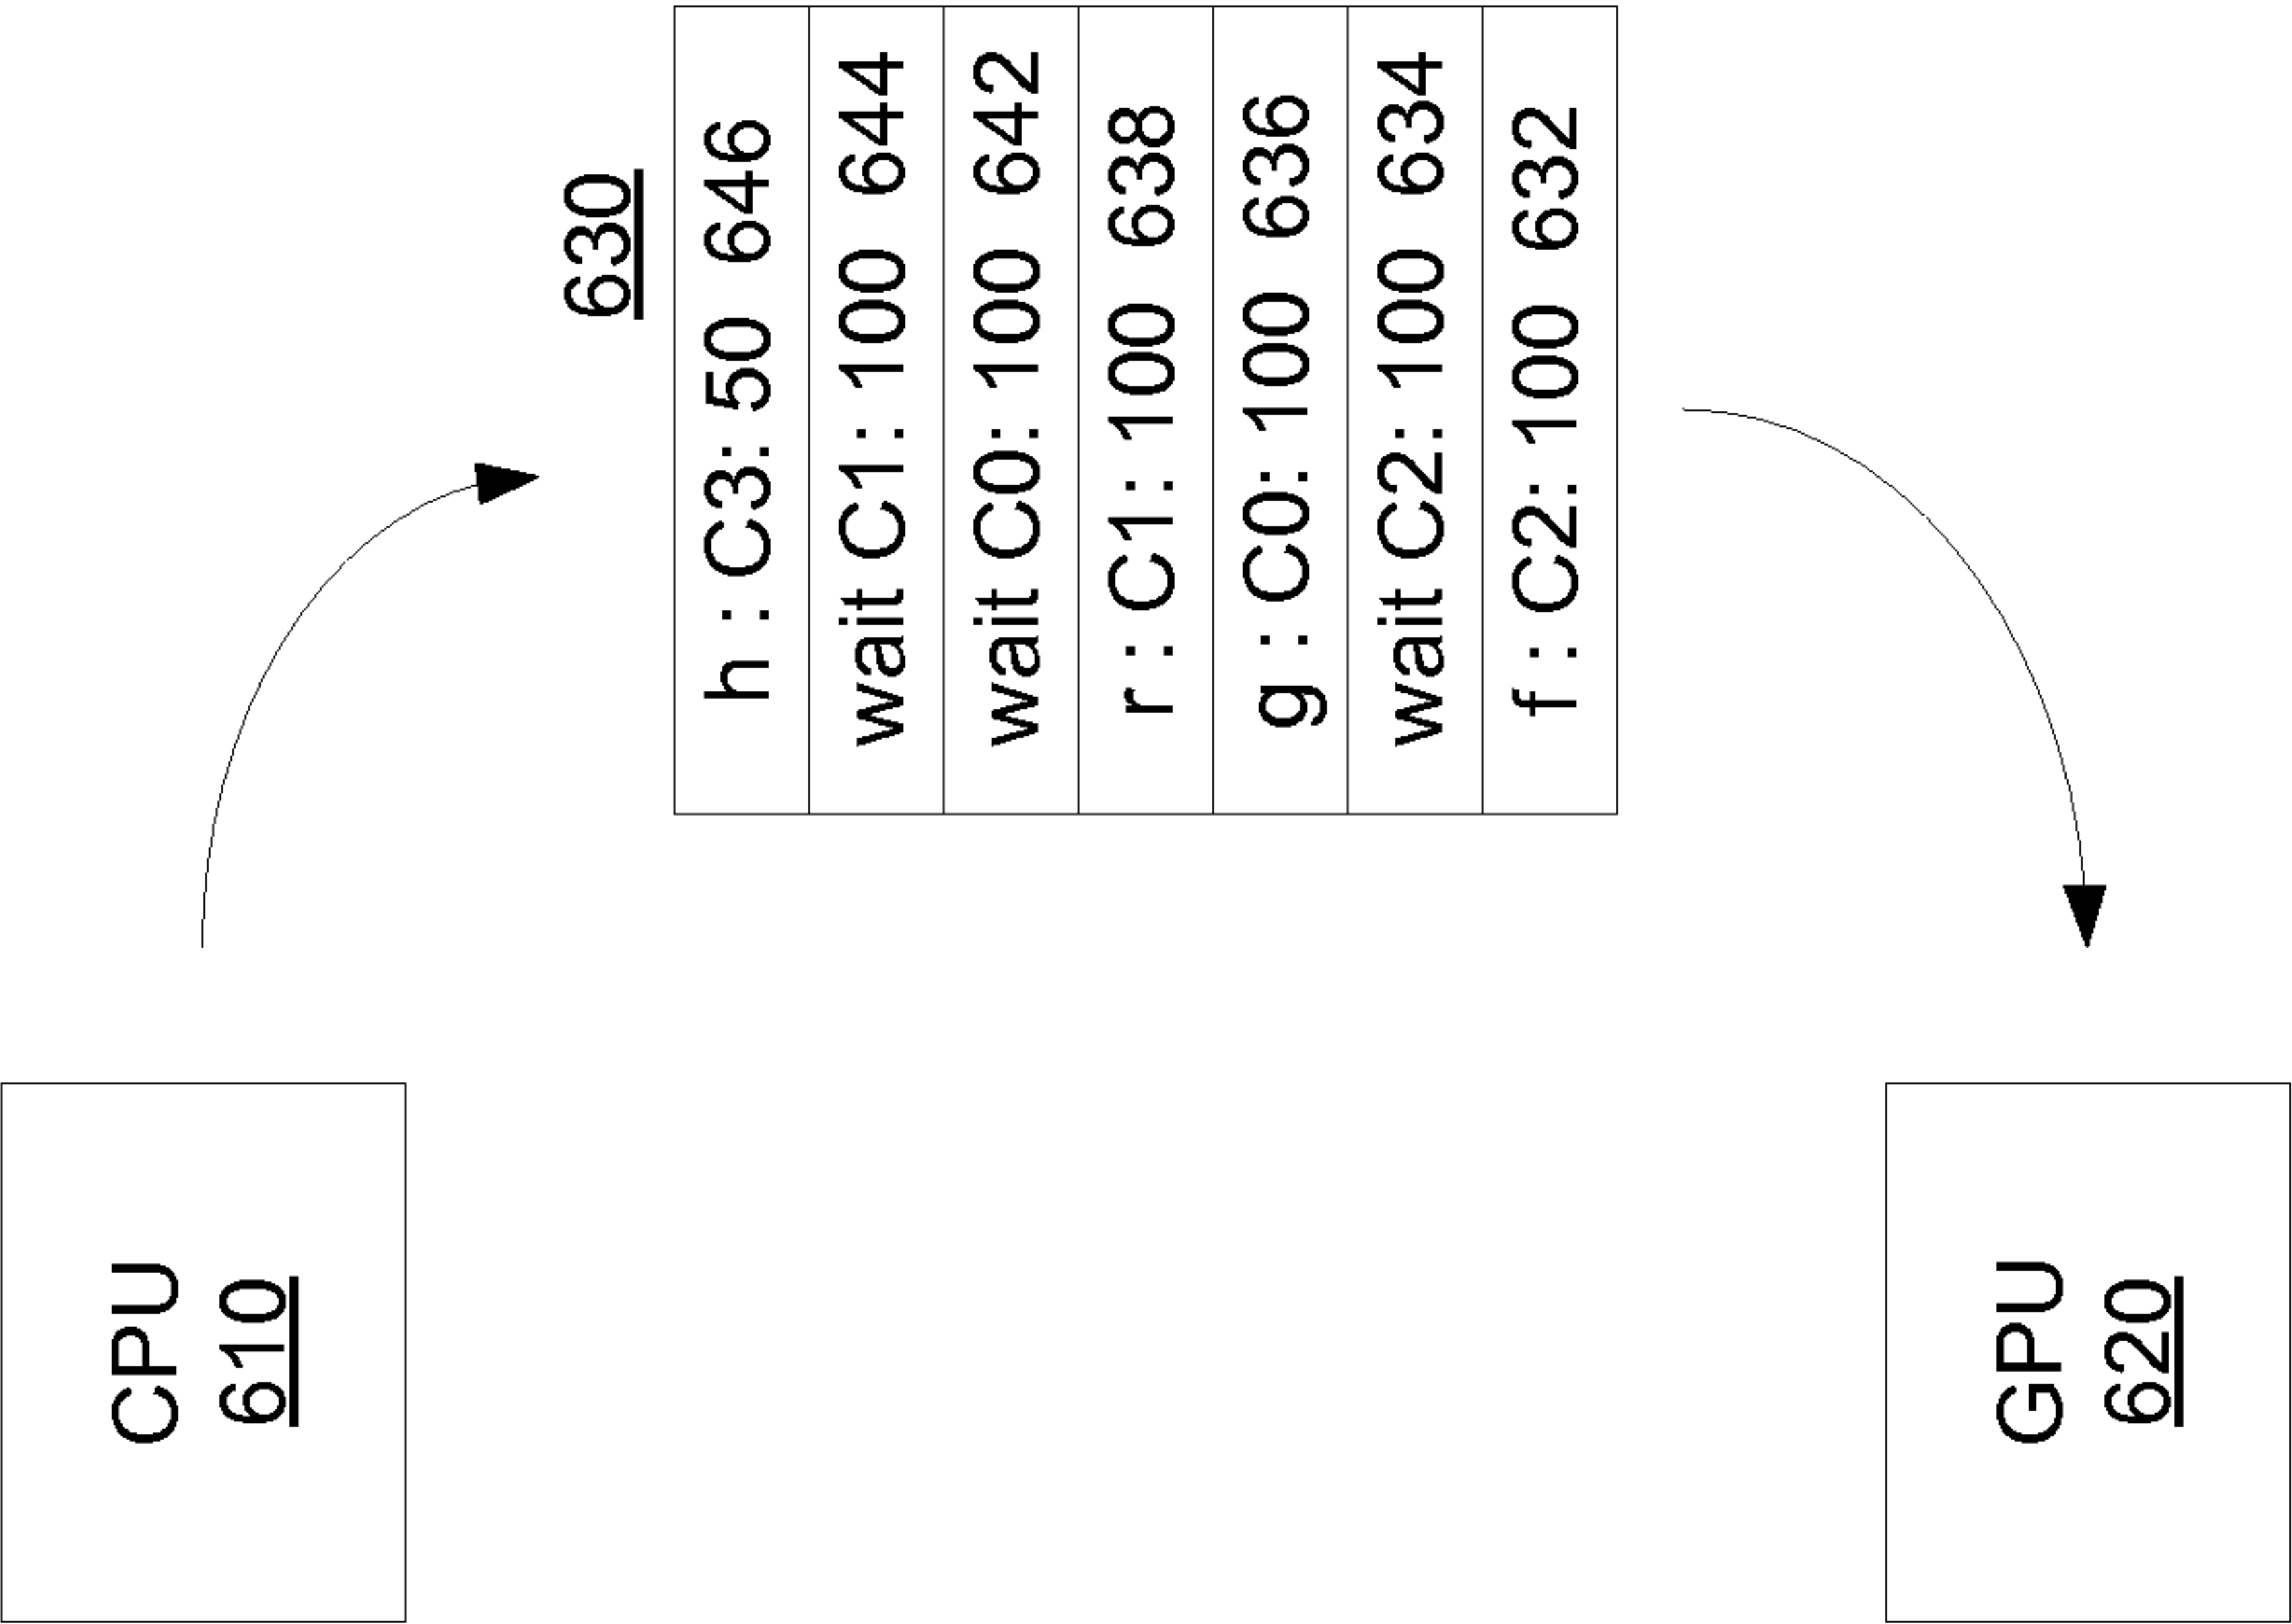 630
h : C3: 50 646
wait C1: 100 644
wait C0: 100 642
r : C1: 100 638
g : C0: 100 636
wait C2: 100 634
f : C2: 100 632
CPU
610
GPU
620